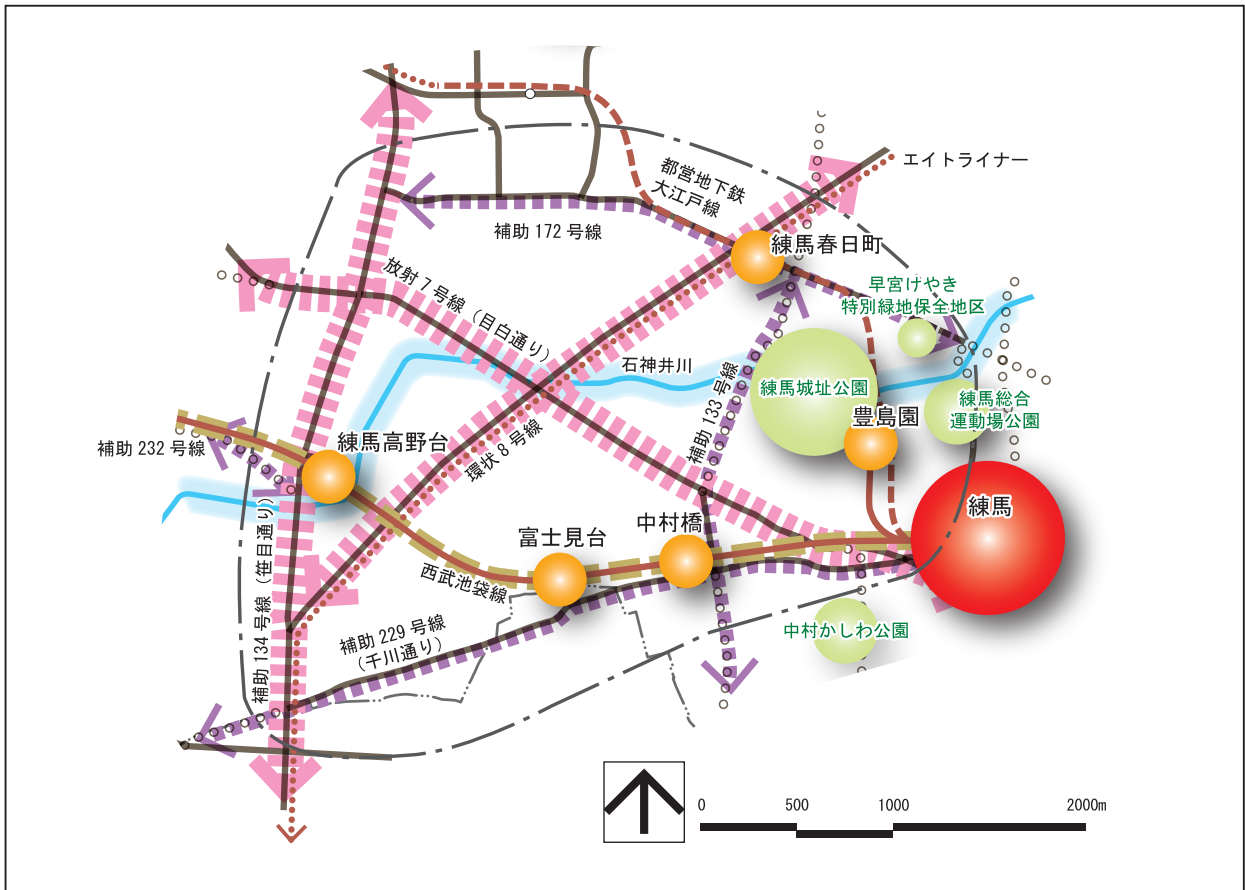 エイトライナー
都営地下鉄
大江戸線
補助 172 号線
練馬春日町
放射 7 号線（目白通り）
早宮けやき
特別緑地保全地区
石神井川
練馬城址公園
補助 133 号線
豊島園
練馬総合
運動場公園
補助 232 号線
練馬高野台
環状 8 号線
練馬
中村橋
富士見台
西武池袋線
補助 134 号線（笹目通り）
補助 229 号線
（千川通り）
中村かしわ公園
0 500 1000 2000m